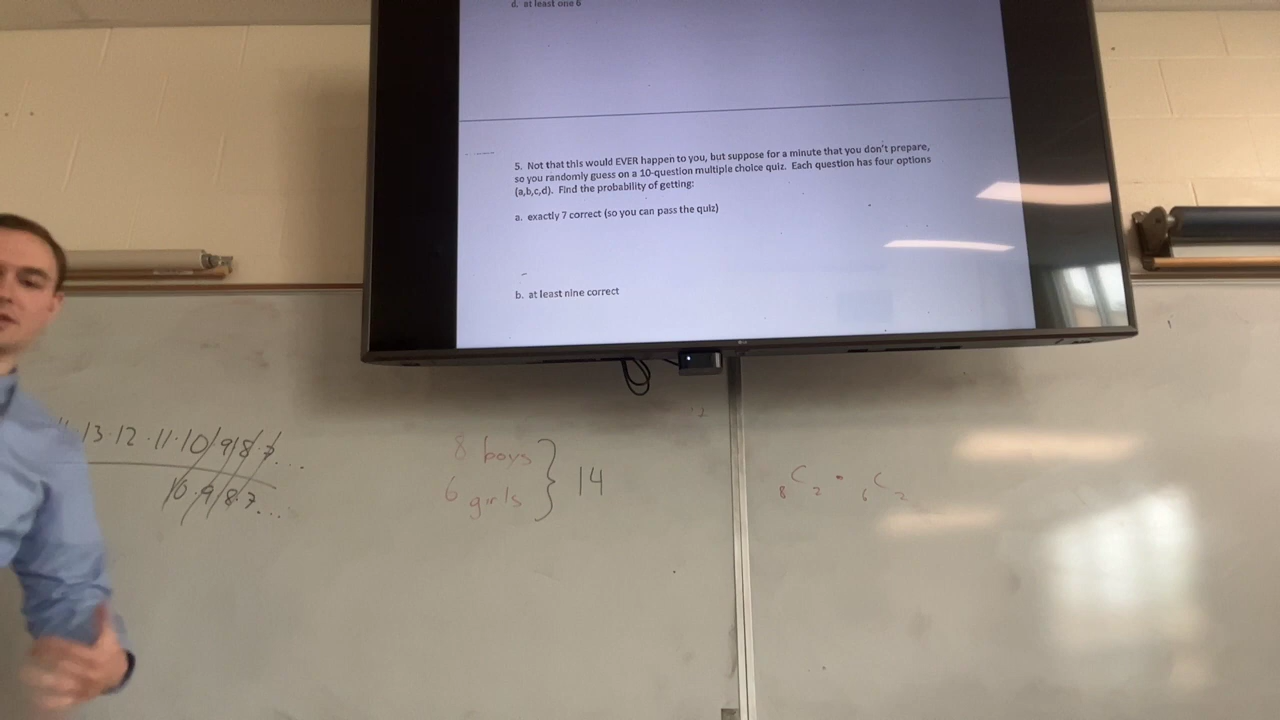 d. at least one 6
5. Not that this would EVER happen to you, but suppose for a minute that you don't prepare,
so you randomly guess on a 10-question multiple choice quiz. Each question has four options
(a,b,c,d). Find the probability of getting:
a. exactly 7 correct (so you can pass the quiz)
b. at least nine correct
13·12·11·10/9/8·7...
10·9/8·7...
8 boys
6 girls } 14
8C2 · 6C2